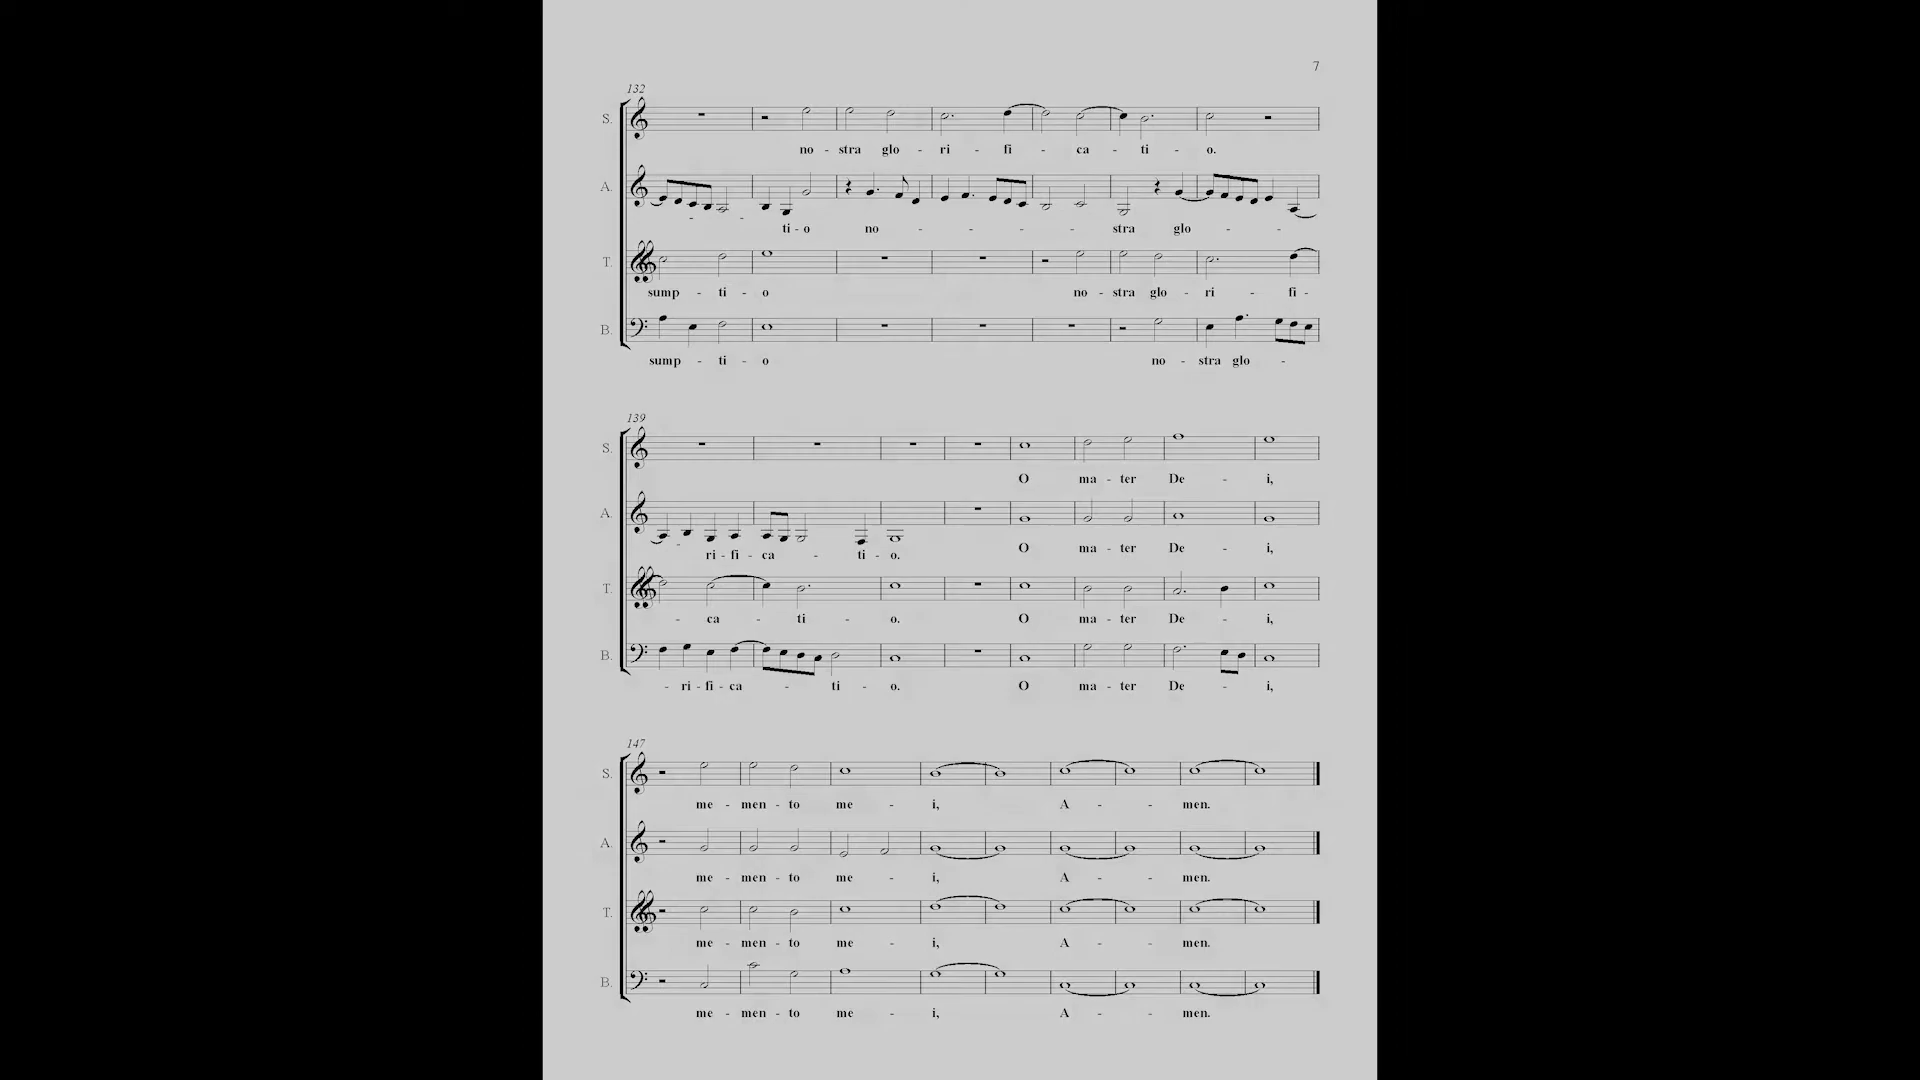 7
132
S.
no - stra glo - ri - fi - ca - ti - o.
A.
- - ti - o no - - - - - stra glo - - -
T.
sump - ti - o no - stra glo - ri - fi -
B.
sump - ti - o no - stra glo -
139
S.
O ma - ter De - i,
A.
- ri - fi - ca - ti - o. O ma - ter De - i,
T.
- ca - ti - o. O ma - ter De - i,
B.
- ri - fi - ca - ti - o. O ma - ter De - i,
147
S.
me - men - to me - i, A - - men.
A.
me - men - to me - i, A - - men.
T.
me - men - to me - i, A - - men.
B.
me - men - to me - i, A - - men.